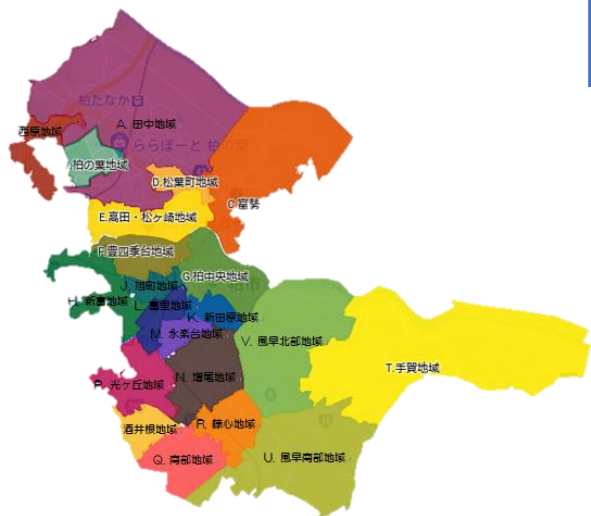 柏たなか
A. 田中地域
西原地域
ららぽーと 柏の葉
柏の葉地域
D.松葉町地域
C.富勢
E.高田・松ヶ崎地域
F.豊四季台地域
G.柏中央地域
J. 旭町地域
H. 新富地域
L. 富里地域
K. 新田原地域
M. 永楽台地域
V. 風早北部地域
T.手賀地域
P. 光ヶ丘地域
N. 増尾地域
酒井根地域
R. 藤心地域
Q. 南部地域
U. 風早南部地域